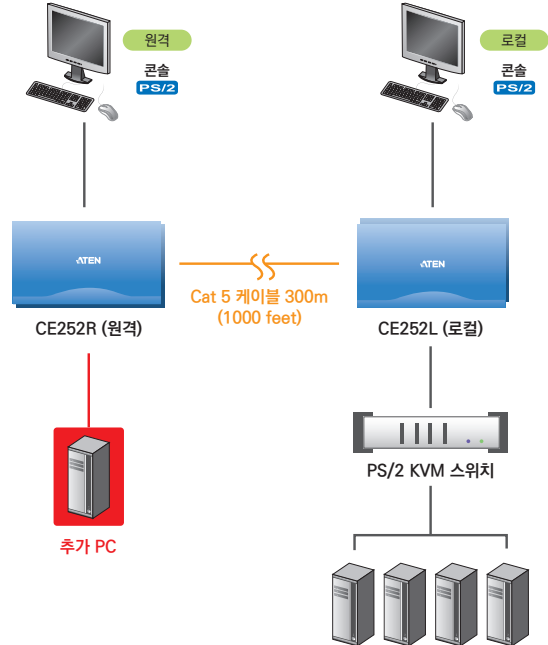 원격
콘솔
PS/2
로컬
콘솔
PS/2
ATEN
ATEN
Cat 5 케이블 300m
(1000 feet)
CE252R (원격)
CE252L (로컬)
PS/2 KVM 스위치
추가 PC